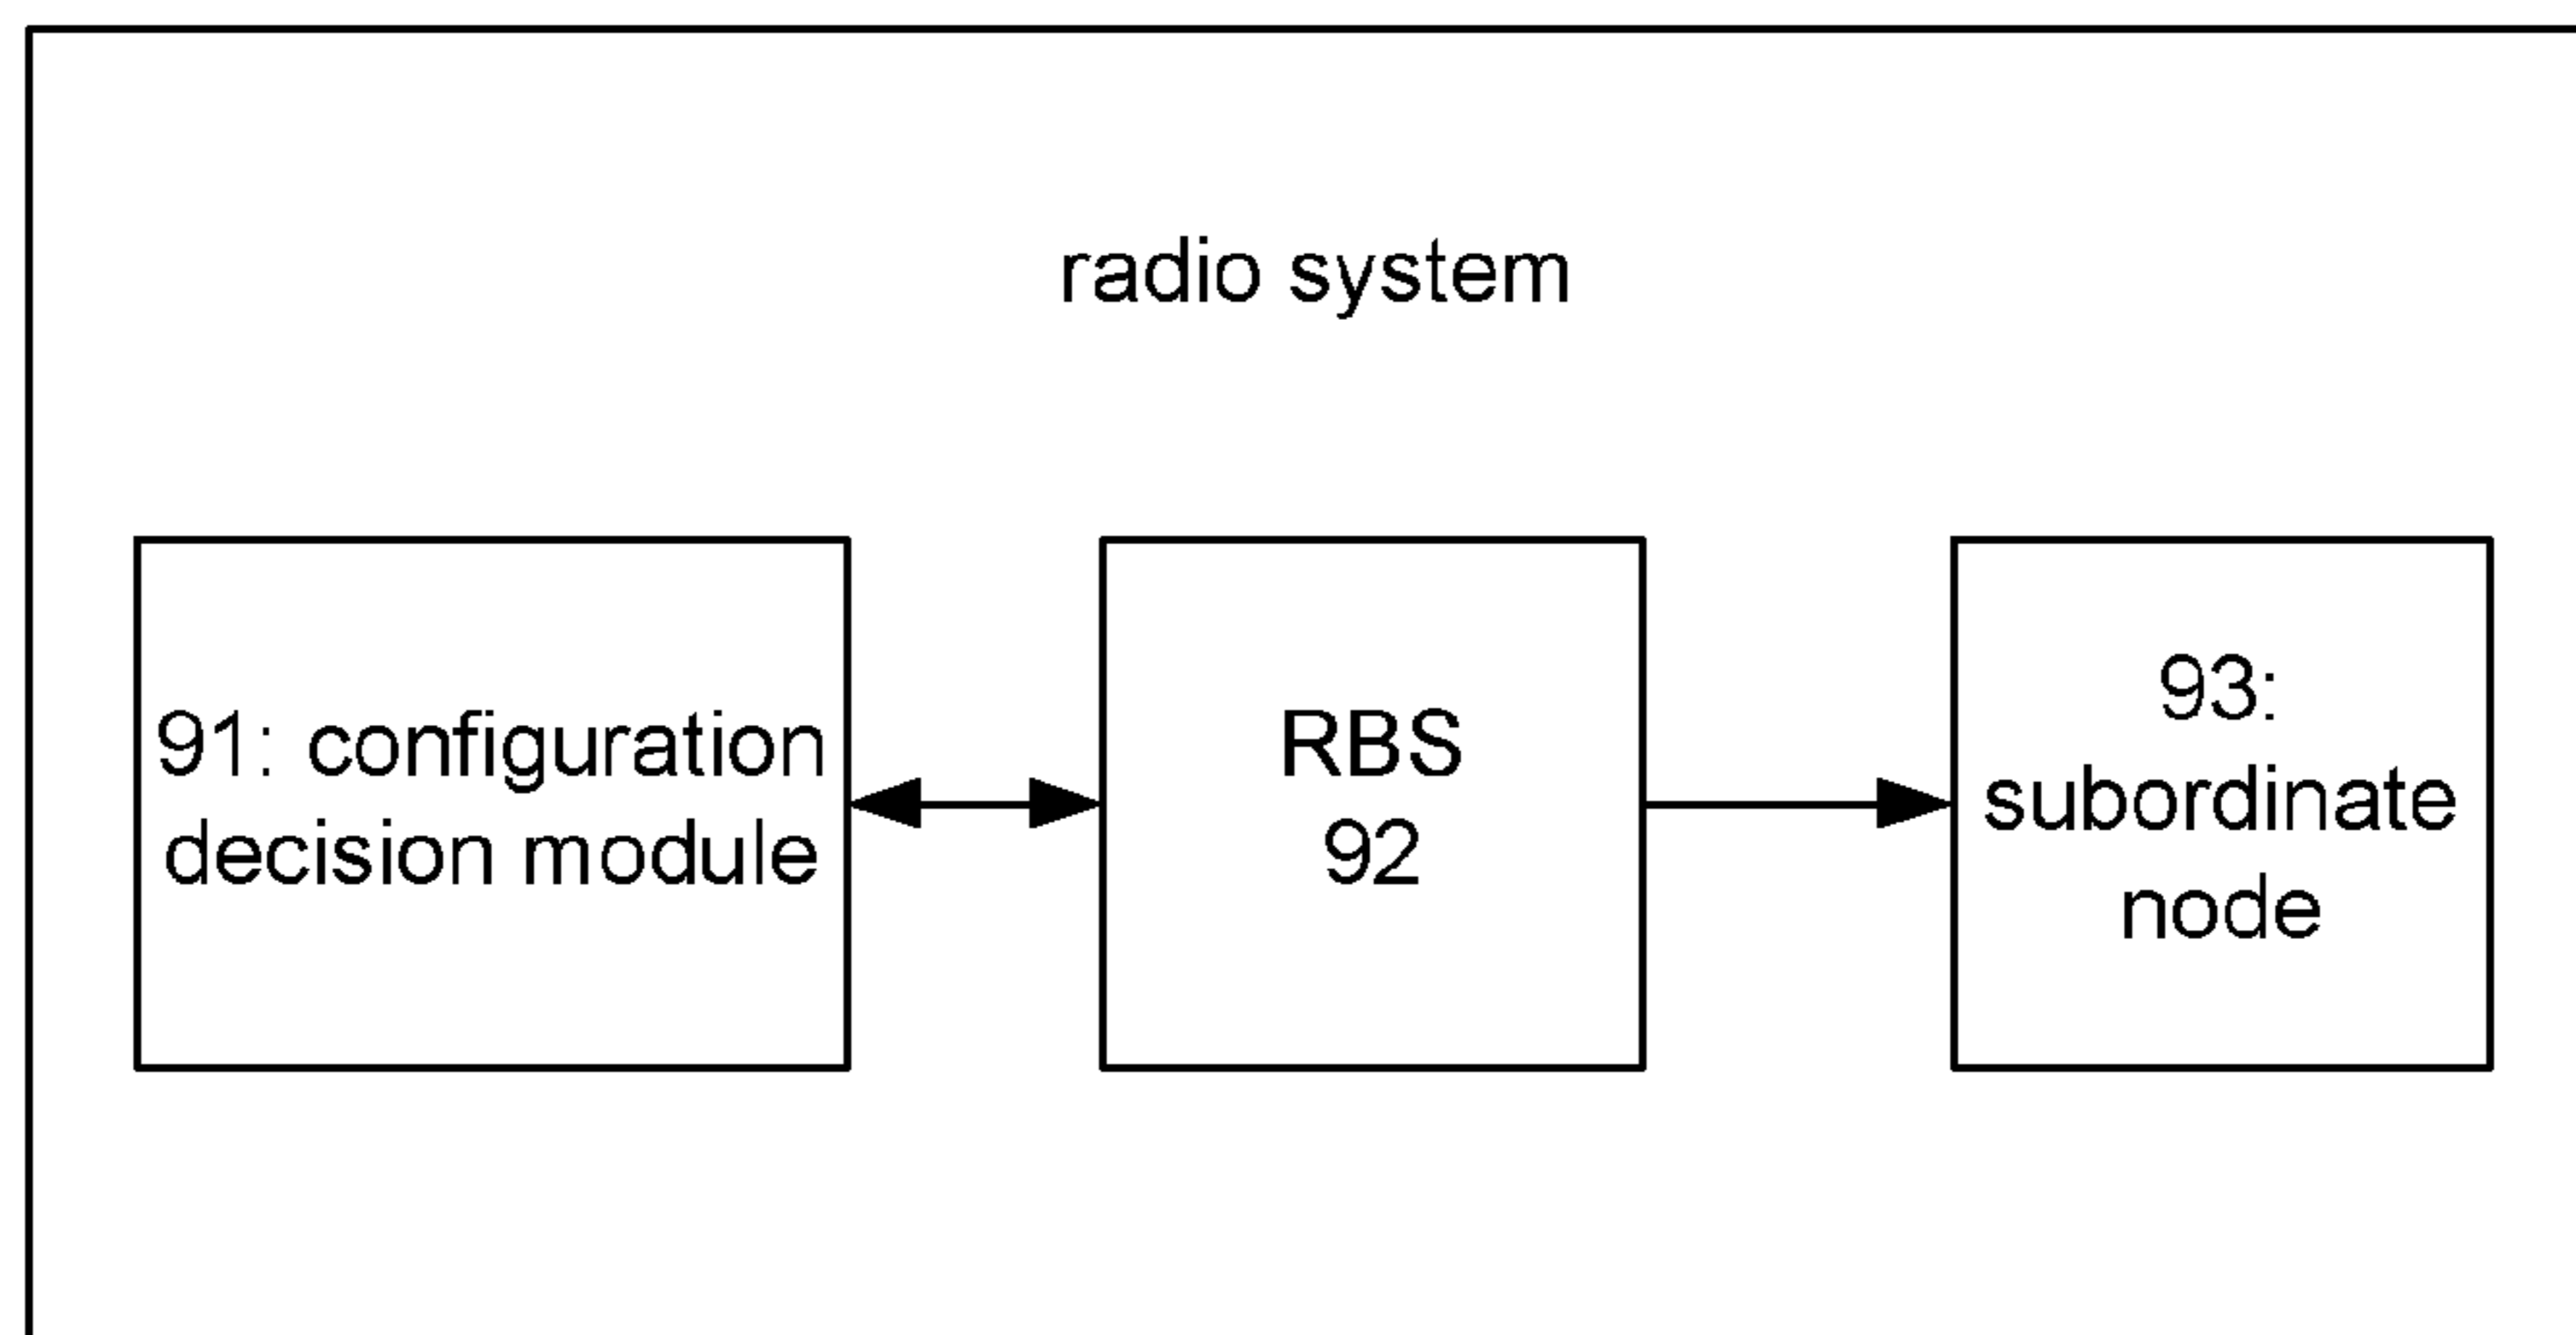 radio system
91: configuration
decision module
RBS
92
93:
subordinate
node